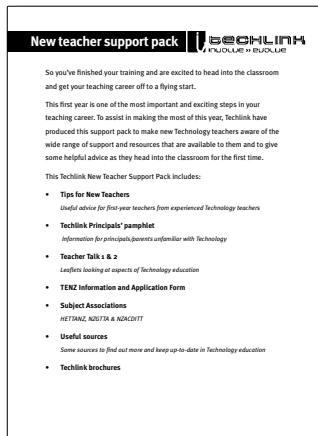 New teacher support pack
techlink
involve » evolve
So you've finished your training and are excited to head into the classroom
and get your teaching career off to a flying start.
This first year is one of the most important and exciting steps in your
teaching career. To assist in making the most of this year, Techlink have
produced this support pack to make new Technology teachers aware of the
wide range of support and resources that are available to them and to give
some helpful advice as they head into the classroom for the first time.
This Techlink New Teacher Support Pack includes:
• Tips for New Teachers
Useful advice for first-year teachers from experienced Technology teachers
• Techlink Principals' pamphlet
Information for principals/parents unfamiliar with Technology
• Teacher Talk 1 & 2
Leaflets looking at aspects of Technology education
• TENZ Information and Application Form
• Subject Associations
HETTANZ, NZGTTA & NZACDITT
• Useful sources
Some sources to find out more and keep up-to-date in Technology education
• Techlink brochures